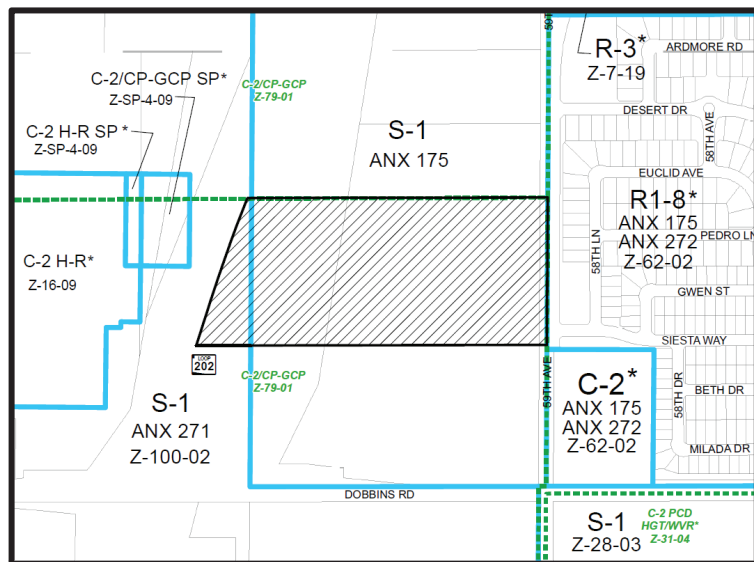 C-2/CP-GCP SP*
Z-SP-4-09
C-2 H-R SP *
Z-SP-4-09
C-2/CP-GCP
Z-79-01
S-1
ANX 175
59TH
R-3*
Z-7-19
ARDMORE RD
DESERT DR
58TH AVE
EUCLID AVE
R1-8*
ANX 175
ANX 272
Z-62-02
PEDRO LN
58TH LN
GWEN ST
SIESTA WAY
C-2 H-R*
Z-16-09
LOOP
202
C-2/CP-GCP
Z-79-01
S-1
ANX 271
Z-100-02
59TH AVE
C-2*
ANX 175
ANX 272
Z-62-02
58TH DR
BETH DR
MILADA DR
DOBBINS RD
S-1
Z-28-03
C-2 PCD
HGT/WVR*
Z-31-04